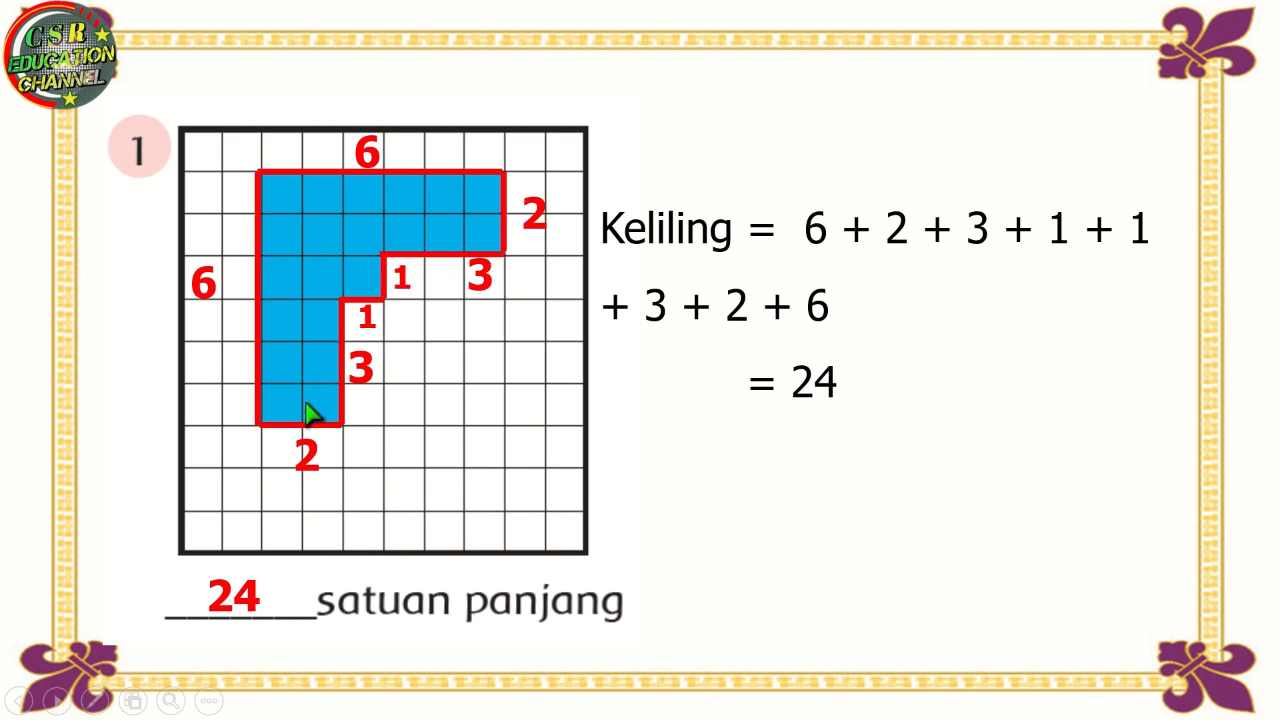 CSR
EDUCATION
CHANNEL
1
6
2
6
1
3
1
3
2
Keliling = 6 + 2 + 3 + 1 + 1
+ 3 + 2 + 6
= 24
24 satuan panjang